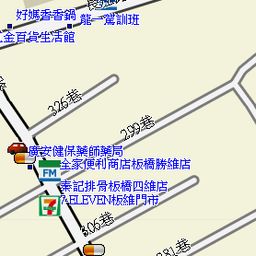 好媽香香鍋
龍一駕訓班
金百貨生活館
326巷
299巷
廣安健保藥師藥局
全家便利商店板橋勝維店
FM
秦記排骨板橋四維店
7-ELEVEN板維門市
306巷
281巷